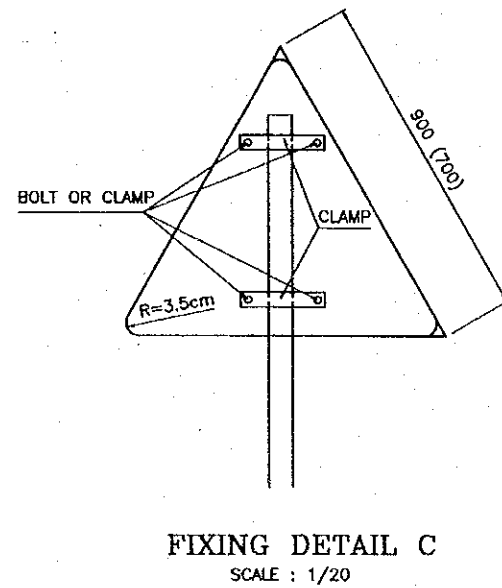 900 (700)
BOLT OR CLAMP
CLAMP
R=3.5cm
FIXING DETAIL C
SCALE : 1/20